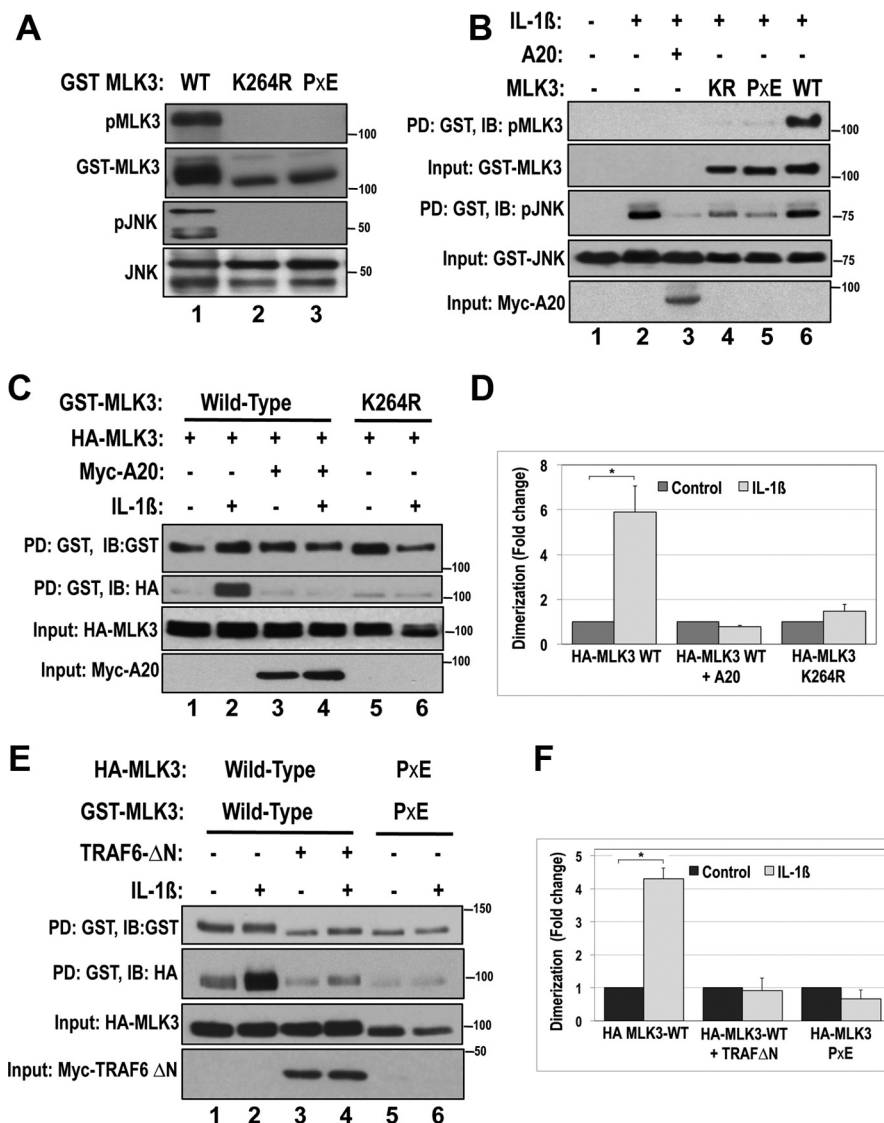 A
GST MLK3: WT K264R PxE
pMLK3
100
GST-MLK3
100
pJNK
50
JNK
50
1 2 3
B
IL-1ß: - + + + + +
A20: +
MLK3: - - - KR PxE WT
PD: GST, IB: pMLK3
100
Input: GST-MLK3
100
PD: GST, IB: pJNK
75
Input: GST-JNK
75
Input: Myc-A20
100
1 2 3 4 5 6
C
GST-MLK3: Wild-Type K264R
HA-MLK3: + + + + + +
Myc-A20: - - + + - -
IL-1ß: - + - + - +
PD: GST, IB:GST
100
PD: GST, IB: HA
100
Input: HA-MLK3
100
Input: Myc-A20
100
1 2 3 4 5 6
D
Dimerization (Fold change)
8
6
4
2
0
*
Control IL-1ß
HA-MLK3 WT
HA-MLK3 WT + A20
HA-MLK3 K264R
E
HA-MLK3: Wild-Type PxE
GST-MLK3: Wild-Type PxE
TRAF6-ΔN: - - + + - -
IL-1ß: - + - + - +
PD: GST, IB:GST
150
PD: GST, IB: HA
100
Input: HA-MLK3
100
Input: Myc-TRAF6 ΔN
50
1 2 3 4 5 6
F
Dimerization (Fold change)
5
4
3
2
1
0
*
Control IL-1ß
HA MLK3-WT
HA-MLK3-WT + TRAFΔN
HA-MLK3 PxE